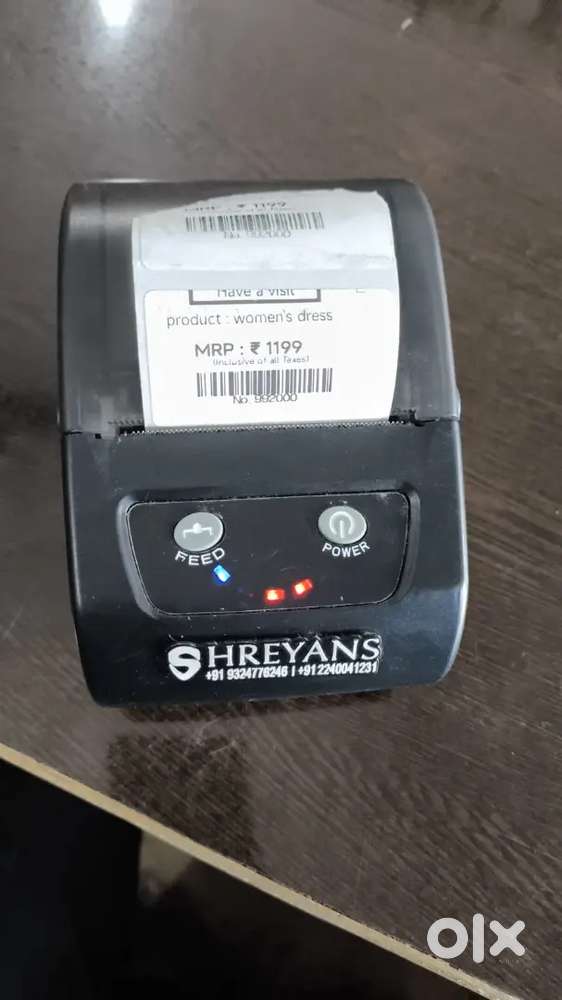 MRP : ₹ 1199
No. 992000
Have a visit
product : women's dress
MRP : ₹ 1199
(Inclusive of all Taxes)
No. 992000
FEED
POWER
SHREYANS
+91 9324776246 | +91 2240041231
olx